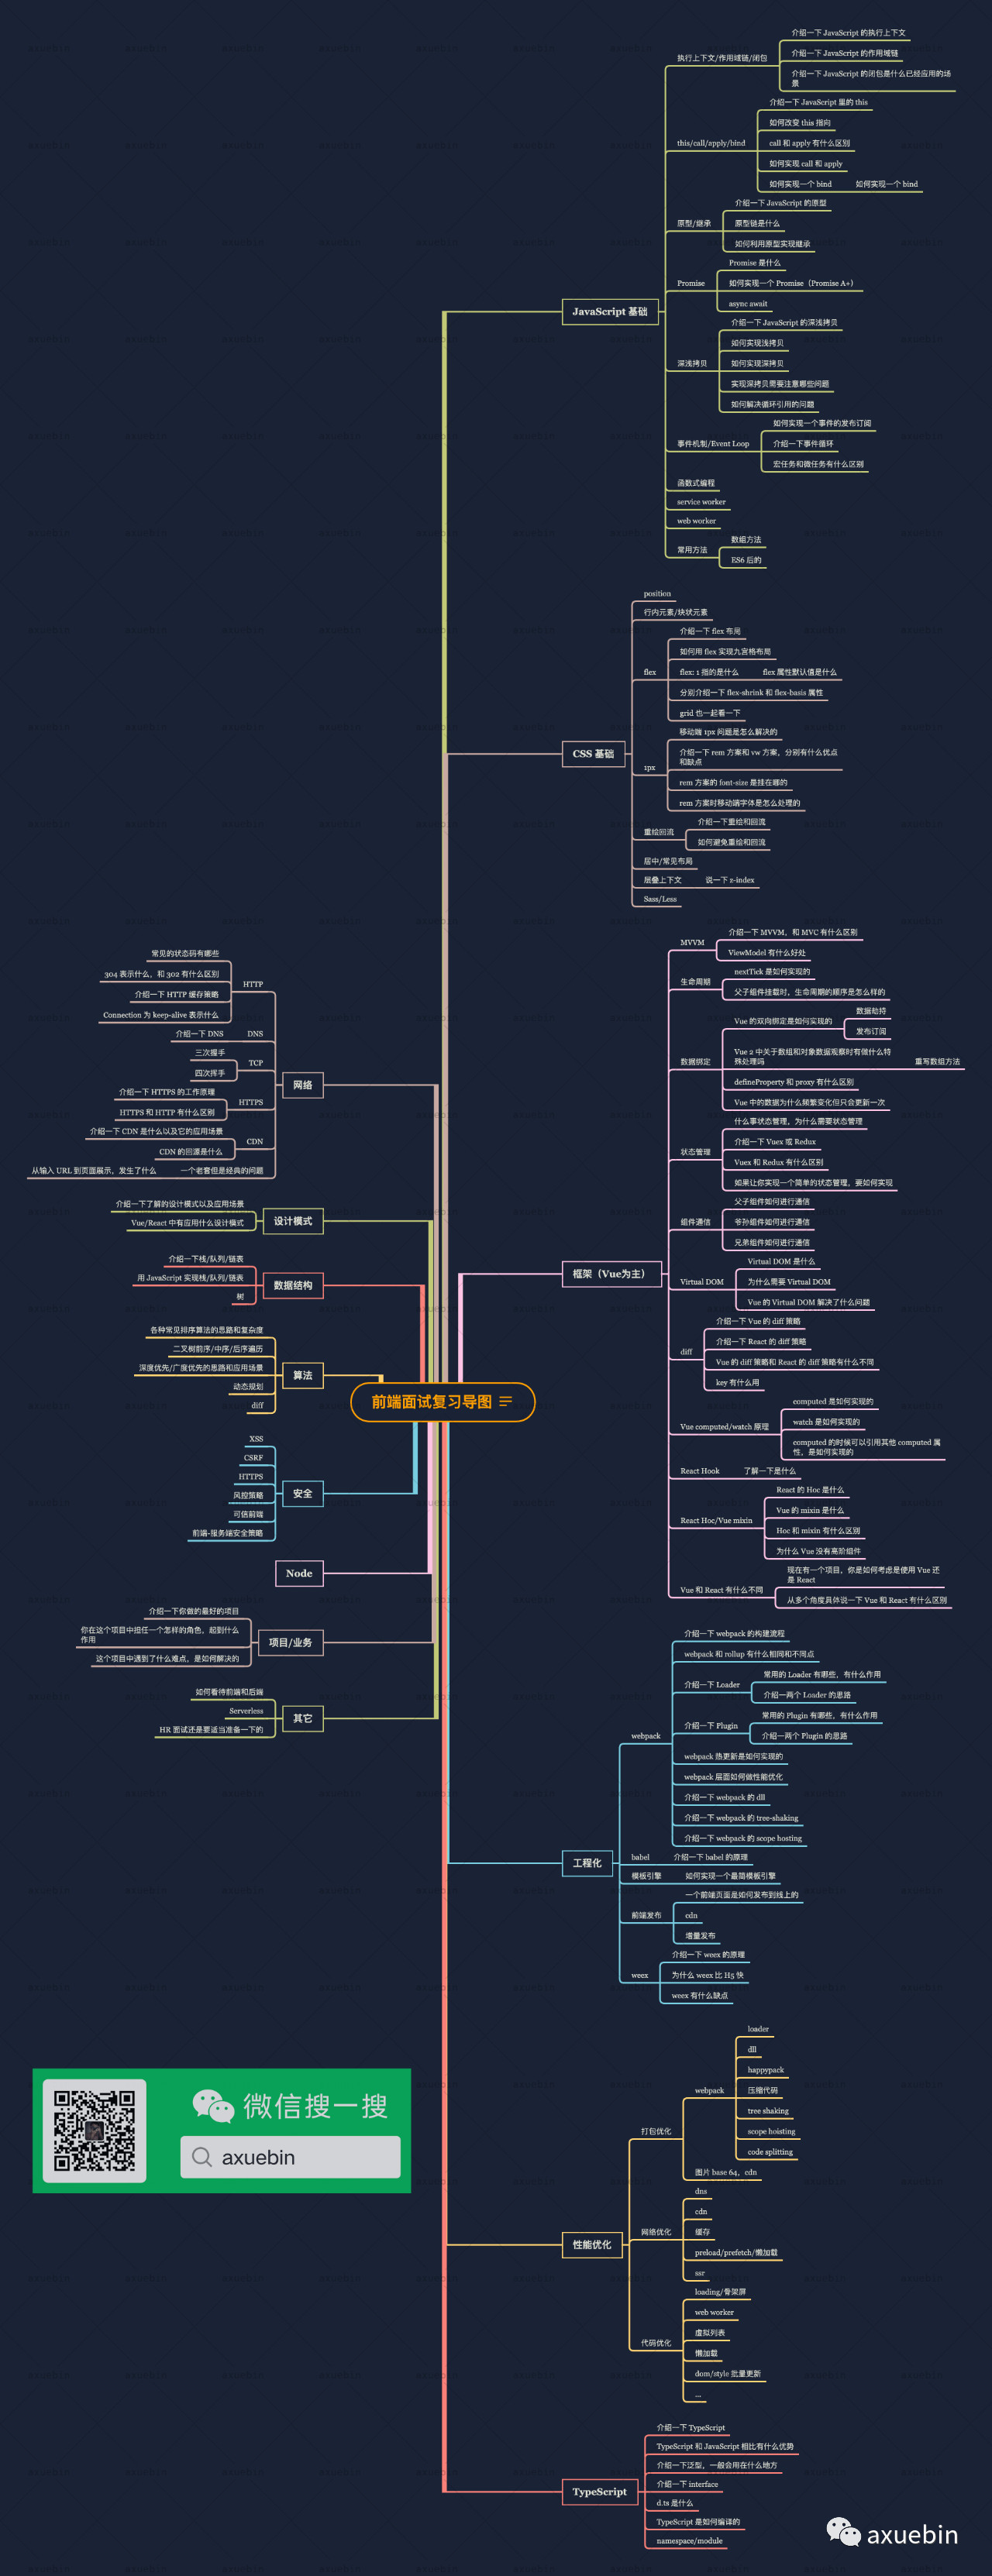 前端面试复习导图
JavaScript 基础
执行上下文/作用域链/闭包
介绍一下 JavaScript 的执行上下文
介绍一下 JavaScript 的作用域链
介绍一下 JavaScript 的闭包是什么已经应用的场
景
this/call/apply/bind
介绍一下 JavaScript 里的 this
如何改变 this 指向
call 和 apply 有什么区别
如何实现 call 和 apply
如何实现一个 bind
如何实现一个 bind
原型/继承
介绍一下 JavaScript 的原型
原型链是什么
如何利用原型实现继承
Promise
Promise 是什么
如何实现一个 Promise（Promise A+）
async await
深浅拷贝
介绍一下 JavaScript 的深浅拷贝
如何实现浅拷贝
如何实现深拷贝
实现深拷贝需要注意哪些问题
如何解决循环引用的问题
事件机制/Event Loop
如何实现一个事件的发布订阅
介绍一下事件循环
宏任务和微任务有什么区别
函数式编程
service worker
web worker
常用方法
数组方法
ES6 后的
CSS 基础
position
行内元素/块状元素
flex
介绍一下 flex 布局
如何用 flex 实现九宫格布局
flex: 1 指的是什么
flex 属性默认值是什么
分别介绍一下 flex-shrink 和 flex-basis 属性
grid 也一起看一下
1px
移动端 1px 问题是怎么解决的
介绍一下 rem 方案和 vw 方案，分别有什么优点
和缺点
rem 方案的 font-size 是挂在哪的
rem 方案时移动端字体是怎么处理的
重绘回流
介绍一下重绘和回流
如何避免重绘和回流
居中/常见布局
层叠上下文
说一下 z-index
Sass/Less
框架（Vue为主）
MVVM
介绍一下 MVVM，和 MVC 有什么区别
ViewModel 有什么好处
生命周期
nextTick 是如何实现的
父子组件挂载时，生命周期的顺序是怎么样的
数据绑定
Vue 的双向绑定是如何实现的
数据劫持
发布订阅
Vue 2 中关于数组和对象数据观察时有做什么特
殊处理吗
重写数组方法
defineProperty 和 proxy 有什么区别
Vue 中的数据为什么频繁变化但只会更新一次
状态管理
什么事状态管理，为什么需要状态管理
介绍一下 Vuex 或 Redux
Vuex 和 Redux 有什么区别
如果让你实现一个简单的状态管理，要如何实现
组件通信
父子组件如何进行通信
爷孙组件如何进行通信
兄弟组件如何进行通信
Virtual DOM
Virtual DOM 是什么
为什么需要 Virtual DOM
Vue 的 Virtual DOM 解决了什么问题
diff
介绍一下 Vue 的 diff 策略
介绍一下 React 的 diff 策略
Vue 的 diff 策略和 React 的 diff 策略有什么不同
key 有什么用
Vue computed/watch 原理
computed 是如何实现的
watch 是如何实现的
computed 的时候可以引用其他 computed 属
性，是如何实现的
React Hook
了解一下是什么
React Hoc/Vue mixin
React 的 Hoc 是什么
Vue 的 mixin 是什么
Hoc 和 mixin 有什么区别
为什么 Vue 没有高阶组件
Vue 和 React 有什么不同
现在有一个项目，你是如何考虑是使用 Vue 还
是 React
从多个角度具体说一下 Vue 和 React 有什么区别
工程化
webpack
介绍一下 webpack 的构建流程
webpack 和 rollup 有什么相同和不同点
介绍一下 Loader
常用的 Loader 有哪些，有什么作用
介绍一两个 Loader 的思路
介绍一下 Plugin
常用的 Plugin 有哪些，有什么作用
介绍一两个 Plugin 的思路
webpack 热更新是如何实现的
webpack 层面如何做性能优化
介绍一下 webpack 的 dll
介绍一下 webpack 的 tree-shaking
介绍一下 webpack 的 scope hosting
babel
介绍一下 babel 的原理
模板引擎
如何实现一个最简模板引擎
前端发布
一个前端页面是如何发布到线上的
cdn
增量发布
weex
介绍一下 weex 的原理
为什么 weex 比 H5 快
weex 有什么缺点
性能优化
打包优化
webpack
loader
dll
happypack
压缩代码
tree shaking
scope hoisting
code splitting
图片 base 64，cdn
网络优化
dns
cdn
缓存
preload/prefetch/懒加载
ssr
代码优化
loading/骨架屏
web worker
虚拟列表
懒加载
dom/style 批量更新
...
TypeScript
介绍一下 TypeScript
TypeScript 和 JavaScript 相比有什么优势
介绍一下泛型，一般会用在什么地方
介绍一下 interface
d.ts 是什么
TypeScript 是如何编译的
namespace/module
网络
HTTP
常见的状态码有哪些
304 表示什么，和 302 有什么区别
介绍一下 HTTP 缓存策略
Connection 为 keep-alive 表示什么
DNS
介绍一下 DNS
TCP
三次握手
四次挥手
HTTPS
介绍一下 HTTPS 的工作原理
HTTPS 和 HTTP 有什么区别
CDN
介绍一下 CDN 是什么以及它的应用场景
CDN 的回源是什么
一个老套但是经典的问题
从输入 URL 到页面展示，发生了什么
设计模式
介绍一下了解的设计模式以及应用场景
Vue/React 中有应用什么设计模式
数据结构
介绍一下栈/队列/链表
用 JavaScript 实现栈/队列/链表
树
算法
各种常见排序算法的思路和复杂度
二叉树前序/中序/后序遍历
深度优先/广度优先的思路和应用场景
动态规划
diff
安全
XSS
CSRF
HTTPS
风控策略
可信前端
前端-服务端安全策略
Node
项目/业务
介绍一下你做的最好的项目
你在这个项目中担任一个怎样的角色，起到什么
作用
这个项目中遇到了什么难点，是如何解决的
其它
如何看待前端和后端
Serverless
HR 面试还是要适当准备一下的
微信搜一搜
axuebin
axuebin